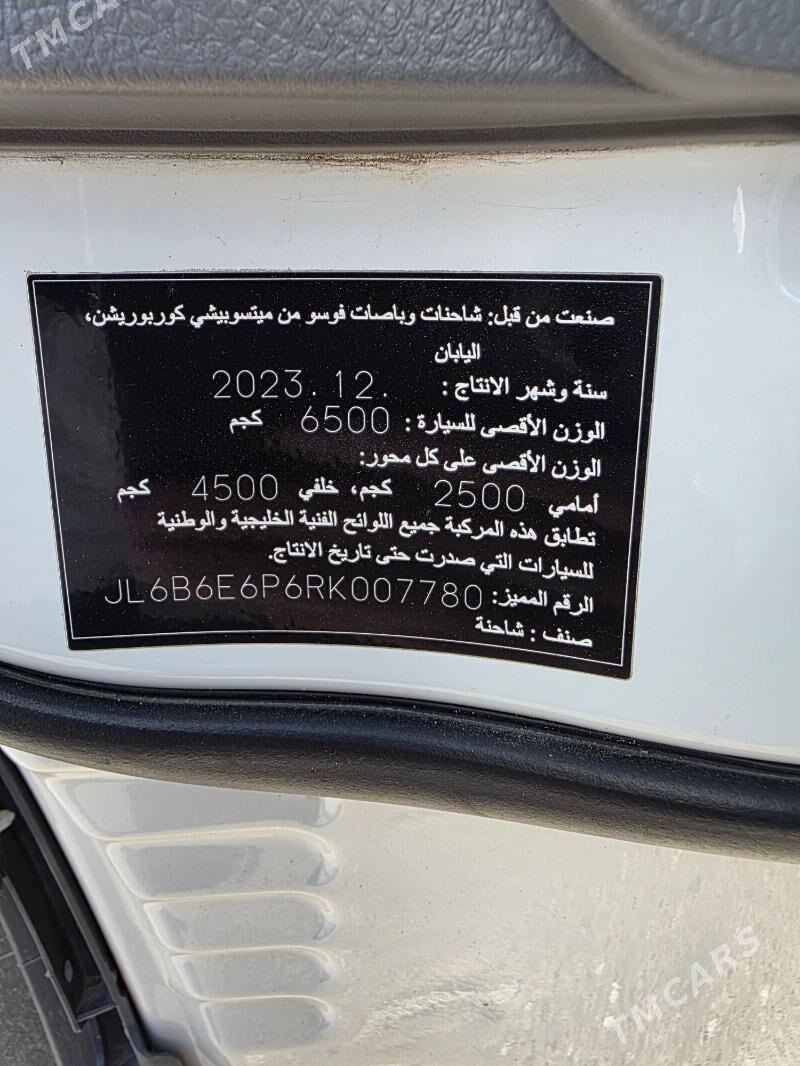 TMCARS
صنعت من قبل: شاحنات وباصات فوسو من ميتسوبيشي كوربوريشن،
اليابان
سنة وشهر الانتاج : 2023.12.
الوزن الأقصى للسيارة : 6500 كجم
الوزن الأقصى على كل محور:
أمامي 2500 كجم، خلفي 4500 كجم
تطابق هذه المركبة جميع اللوائح الفنية الخليجية والوطنية
للسيارات التي صدرت حتى تاريخ الانتاج.
الرقم المميز: JL6B6E6P6RK007780
صنف : شاحنة
TMCARS